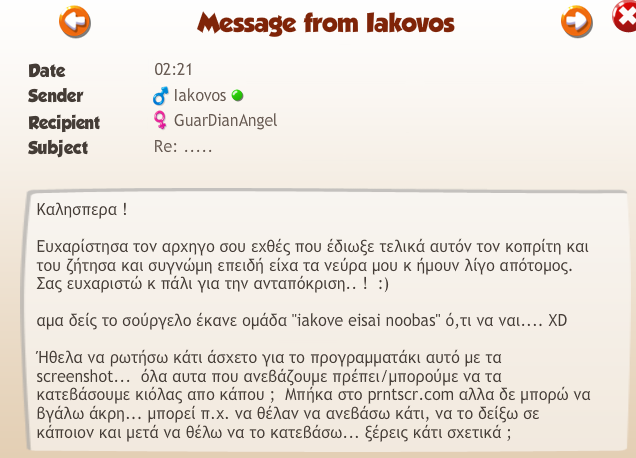 Message from Iakovos
Date 02:21
Sender Iakovos
Recipient GuarDianAngel
Subject Re: .....
Καλησπερα !
Ευχαρίστησα τον αρχηγο σου εχθές που έδιωξε τελικά αυτόν τον κοπρίτη και
του ζήτησα και συγνώμη επειδή είχα τα νεύρα μου κ ήμουν λίγο απότομος.
Σας ευχαριστώ κ πάλι για την ανταπόκριση.. ! :)
αμα δείς το σούργελο έκανε ομάδα "iakove eisai noobas" ό,τι να ναι.... XD
Ήθελα να ρωτήσω κάτι άσχετο για το προγραμματάκι αυτό με τα
screenshot... όλα αυτα που ανεβάζουμε πρέπει/μπορούμε να τα
κατεβάσουμε κιόλας απο κάπου ; Μπήκα στο prntscr.com αλλα δε μπορώ να
βγάλω άκρη... μπορεί π.χ. να θέλαν να ανεβάσω κάτι, να το δείξω σε
κάποιον και μετά να θέλω να το κατεβάσω... ξέρεις κάτι σχετικά ;